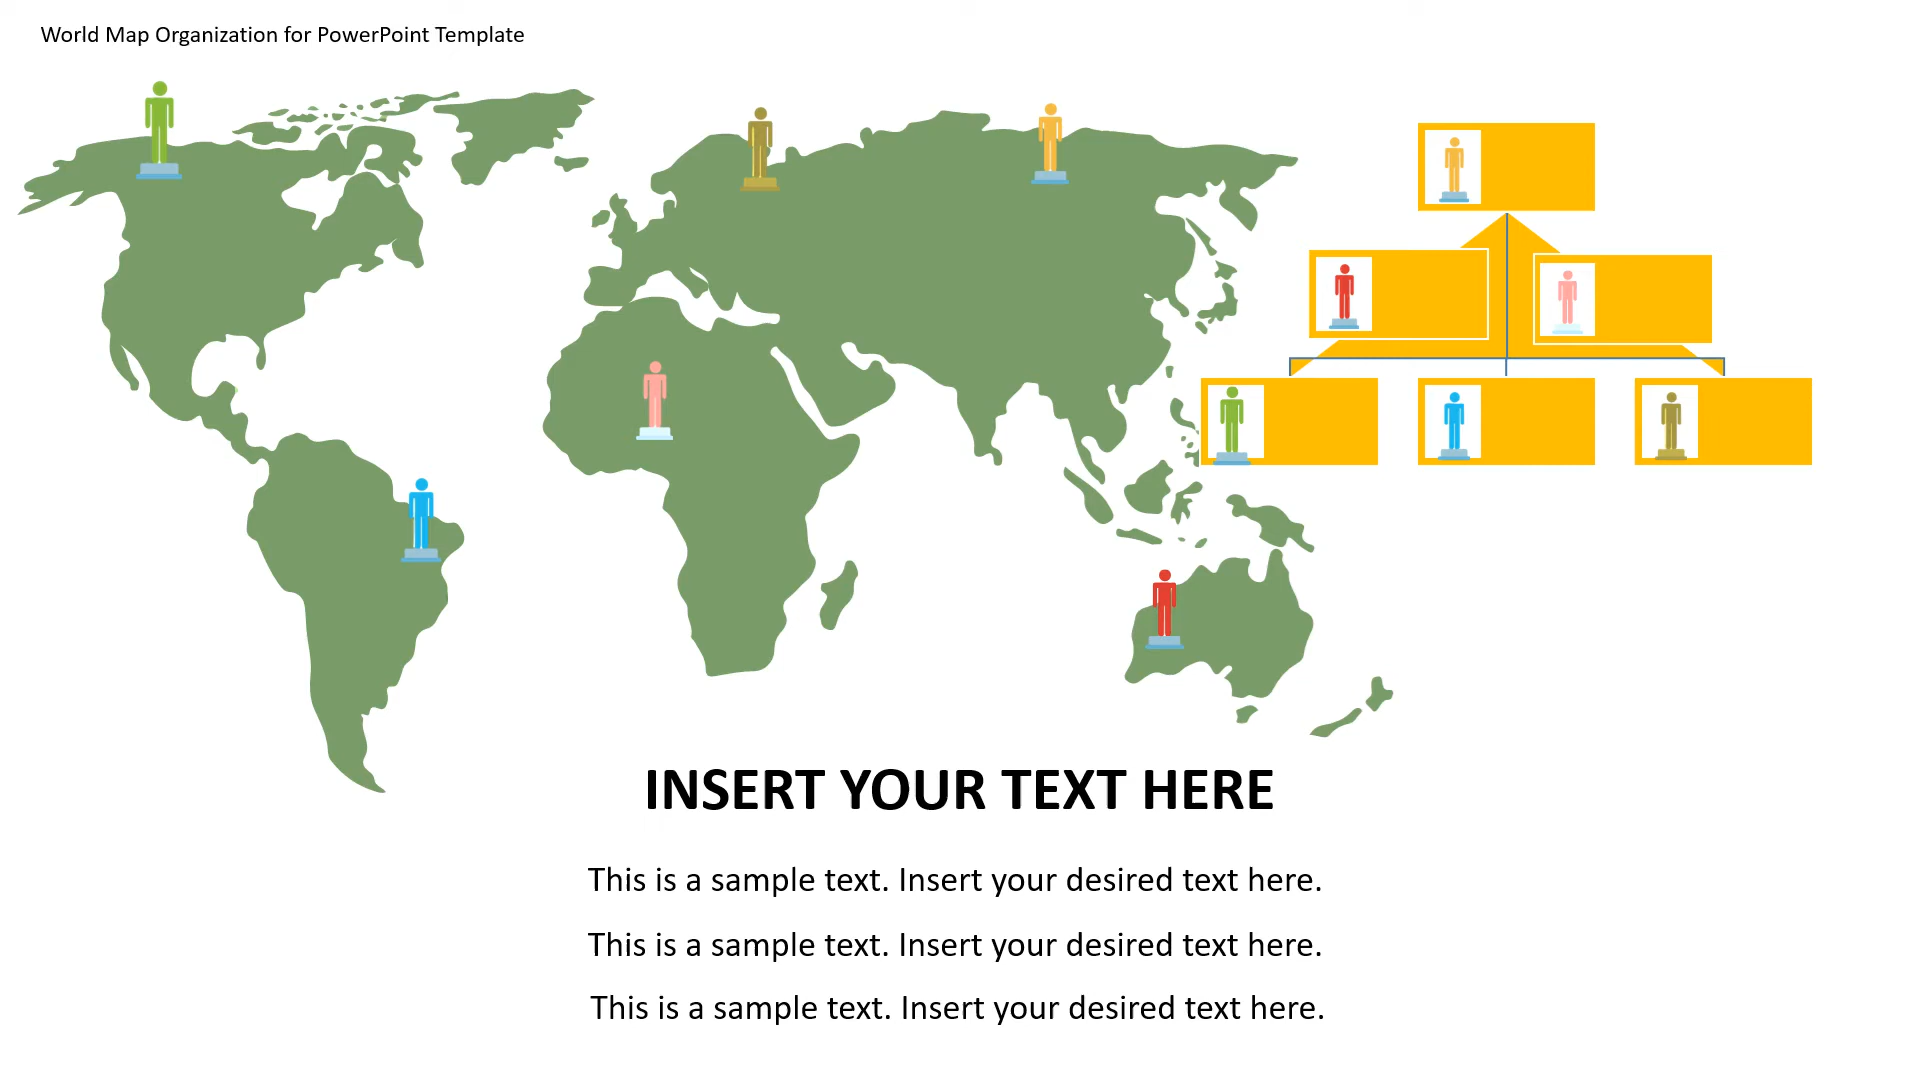 World Map Organization for PowerPoint Template
INSERT YOUR TEXT HERE
This is a sample text. Insert your desired text here.
This is a sample text. Insert your desired text here.
This is a sample text. Insert your desired text here.